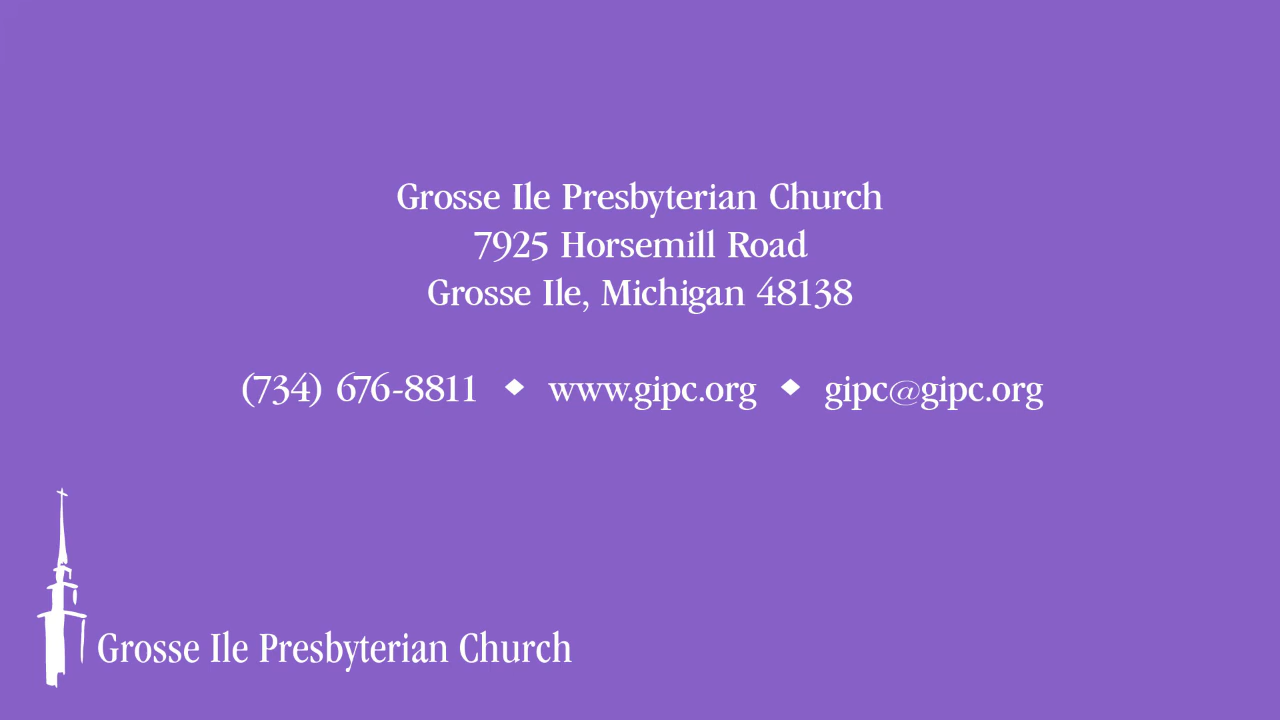 Grosse Ile Presbyterian Church
7925 Horsemill Road
Grosse Ile, Michigan 48138
(734) 676-8811 ◆ www.gipc.org ◆ gipc@gipc.org
Grosse Ile Presbyterian Church